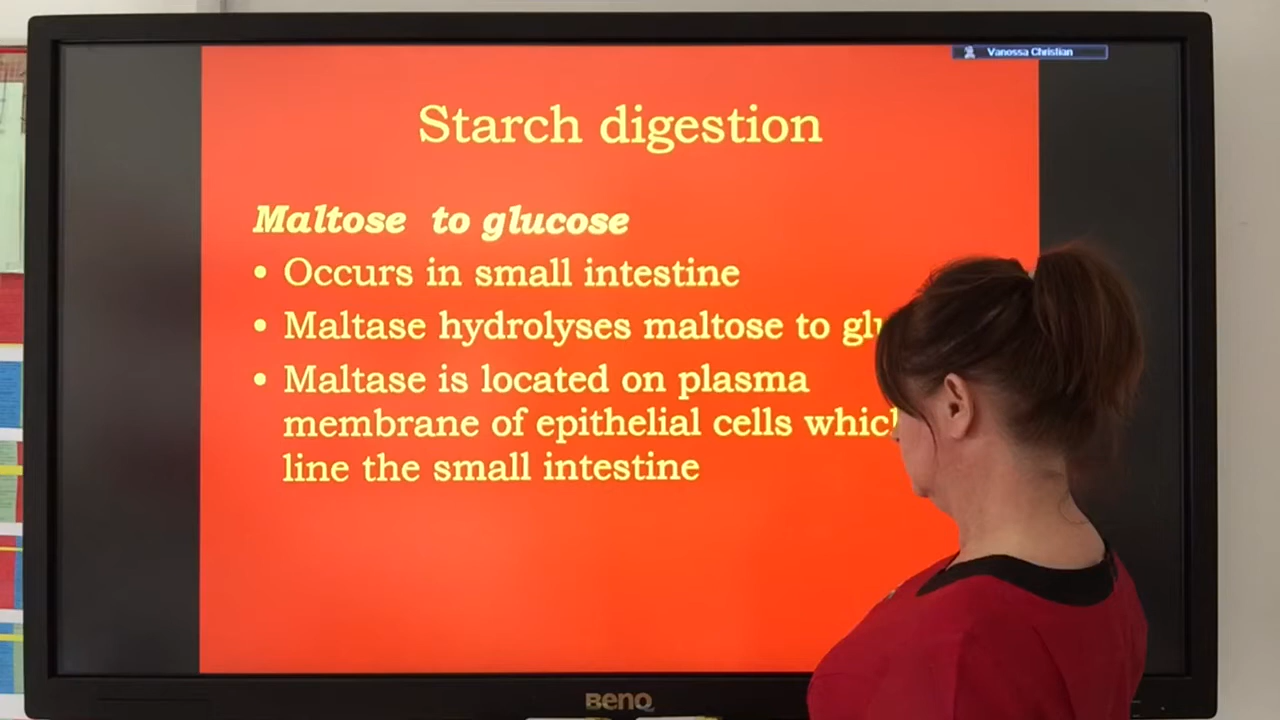 Vanossa Christian
Starch digestion
Maltose to glucose
• Occurs in small intestine
• Maltase hydrolyses maltose to
• Maltase is located on plasma
membrane of epithelial cells
line the small intestine
BenQ